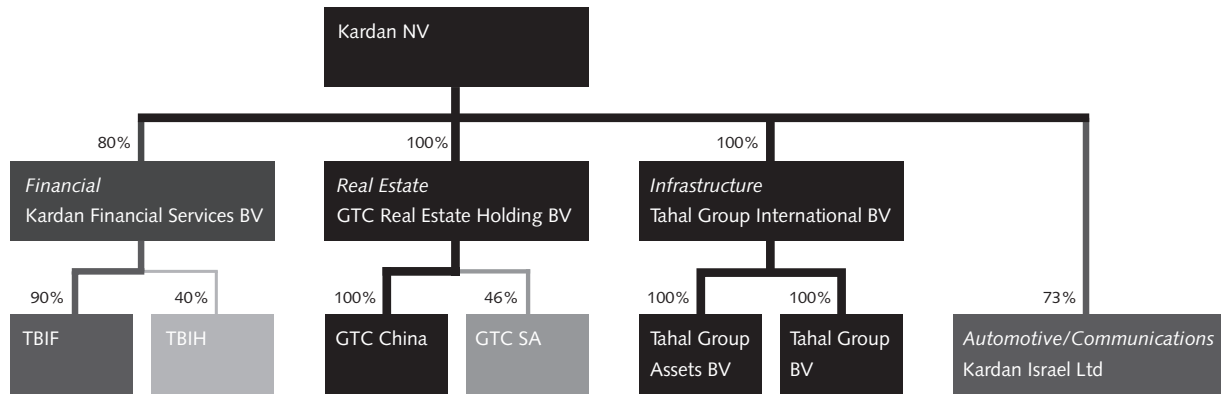 Kardan NV
80%
100%
100%
Financial
Kardan Financial Services BV
Real Estate
GTC Real Estate Holding BV
Infrastructure
Tahal Group International BV
90%
40%
100%
46%
100%
100%
73%
TBIF
TBIH
GTC China
GTC SA
Tahal Group
Assets BV
Tahal Group
BV
Automotive/Communications
Kardan Israel Ltd